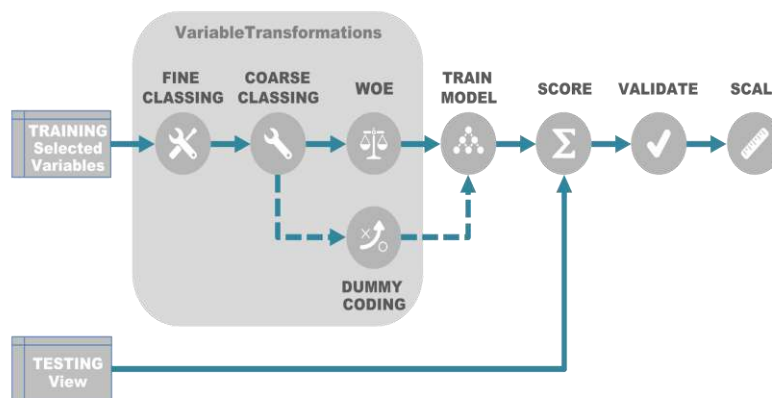 VariableTransformations
FINE
CLASSING
COARSE
CLASSING
WOE
TRAIN
MODEL
SCORE
VALIDATE
SCAL
TRAINING
Selected
Variables
Σ
X
O
DUMMY
CODING
TESTING
View